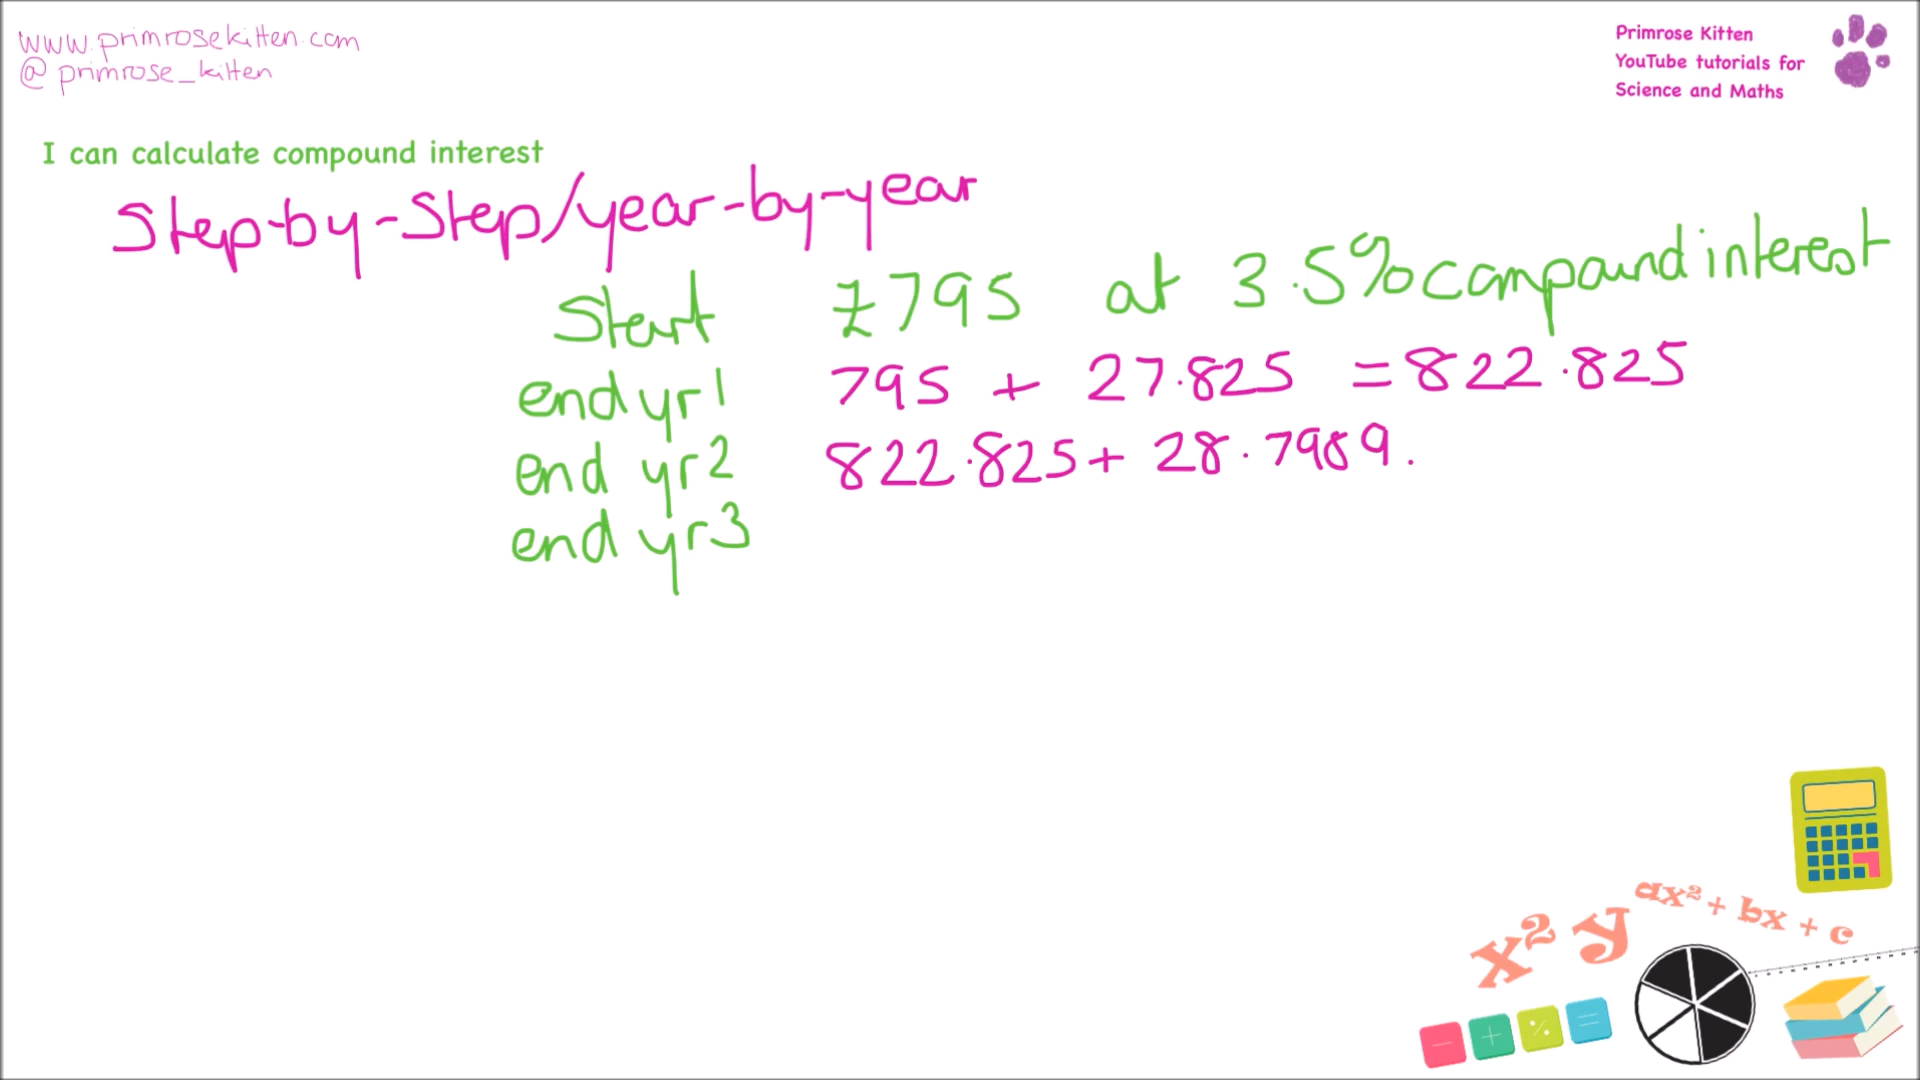 www.primrosekitten.com
@primrose_kitten
Primrose Kitten
YouTube tutorials for
Science and Maths
I can calculate compound interest
Step-by-Step/year-by-year
Start £795 at 3.5% compound interest
end yr1 795 + 27.825 = 822.825
end yr2 822.825 + 28.7989.
end yr3
ax² + bx + c
x² y
- + % =